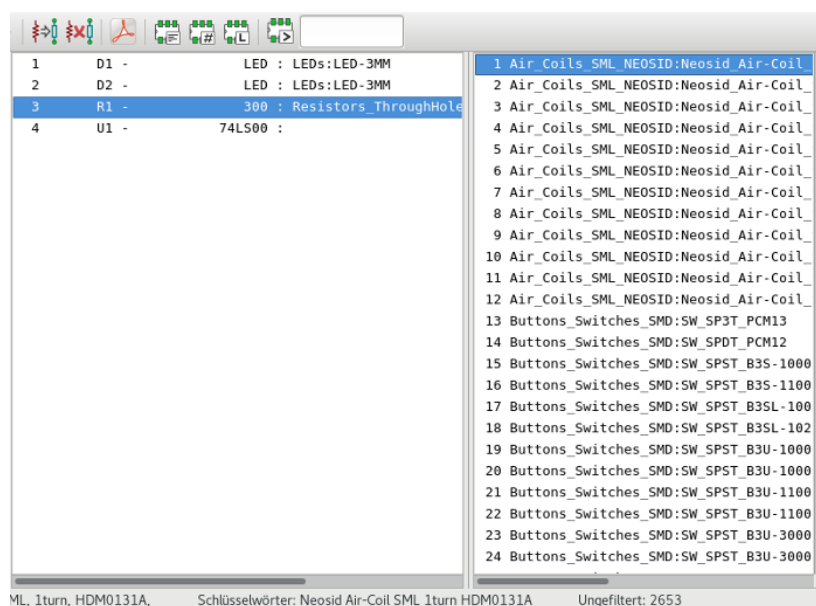 1 D1 - LED : LEDs:LED-3MM
2 D2 - LED : LEDs:LED-3MM
3 R1 - 300 : Resistors_ThroughHole
4 U1 - 74LS00 :
1 Air_Coils_SML_NEOSID:Neosid_Air-Coil_
2 Air_Coils_SML_NEOSID:Neosid_Air-Coil_
3 Air_Coils_SML_NEOSID:Neosid_Air-Coil_
4 Air_Coils_SML_NEOSID:Neosid_Air-Coil_
5 Air_Coils_SML_NEOSID:Neosid_Air-Coil_
6 Air_Coils_SML_NEOSID:Neosid_Air-Coil_
7 Air_Coils_SML_NEOSID:Neosid_Air-Coil_
8 Air_Coils_SML_NEOSID:Neosid_Air-Coil_
9 Air_Coils_SML_NEOSID:Neosid_Air-Coil_
10 Air_Coils_SML_NEOSID:Neosid_Air-Coil_
11 Air_Coils_SML_NEOSID:Neosid_Air-Coil_
12 Air_Coils_SML_NEOSID:Neosid_Air-Coil_
13 Buttons_Switches_SMD:SW_SP3T_PCM13
14 Buttons_Switches_SMD:SW_SPDT_PCM12
15 Buttons_Switches_SMD:SW_SPST_B3S-1000
16 Buttons_Switches_SMD:SW_SPST_B3S-1100
17 Buttons_Switches_SMD:SW_SPST_B3SL-100
18 Buttons_Switches_SMD:SW_SPST_B3SL-102
19 Buttons_Switches_SMD:SW_SPST_B3U-1000
20 Buttons_Switches_SMD:SW_SPST_B3U-1000
21 Buttons_Switches_SMD:SW_SPST_B3U-1100
22 Buttons_Switches_SMD:SW_SPST_B3U-1100
23 Buttons_Switches_SMD:SW_SPST_B3U-3000
24 Buttons_Switches_SMD:SW_SPST_B3U-3000
ML, 1turn, HDM0131A, Schlüsselwörter: Neosid Air-Coil SML 1turn HDM0131A Ungefiltert: 2653